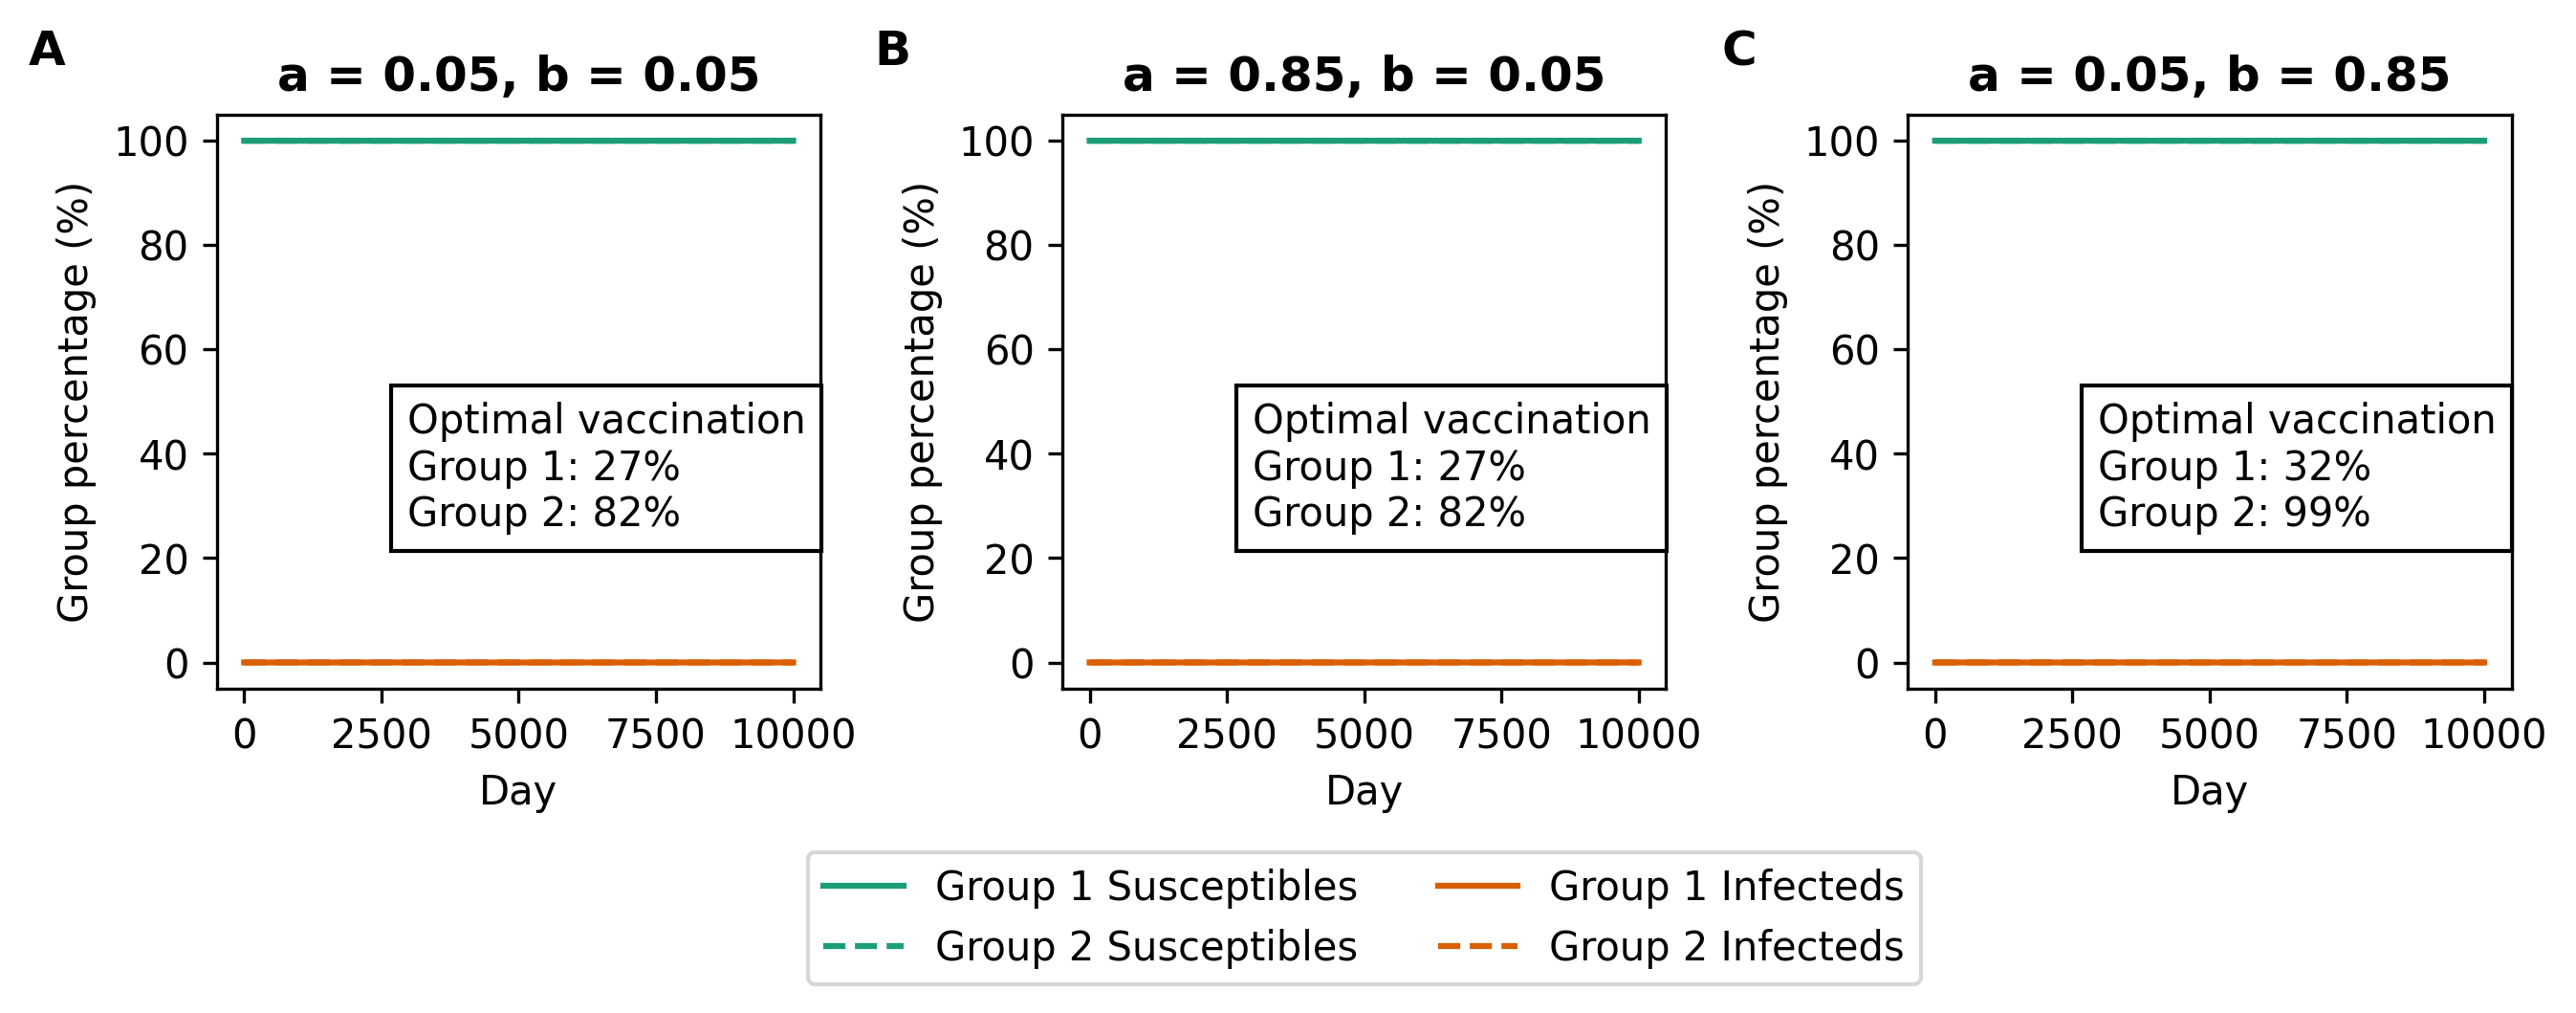 A
a = 0.05, b = 0.05
Group percentage (%)
100
80
60
40
20
0
Optimal vaccination
Group 1: 27%
Group 2: 82%
0 2500 5000 7500 10000
Day
B
a = 0.85, b = 0.05
Group percentage (%)
100
80
60
40
20
0
Optimal vaccination
Group 1: 27%
Group 2: 82%
0 2500 5000 7500 10000
Day
C
a = 0.05, b = 0.85
Group percentage (%)
100
80
60
40
20
0
Optimal vaccination
Group 1: 32%
Group 2: 99%
0 2500 5000 7500 10000
Day
Group 1 Susceptibles
Group 2 Susceptibles
Group 1 Infecteds
Group 2 Infecteds